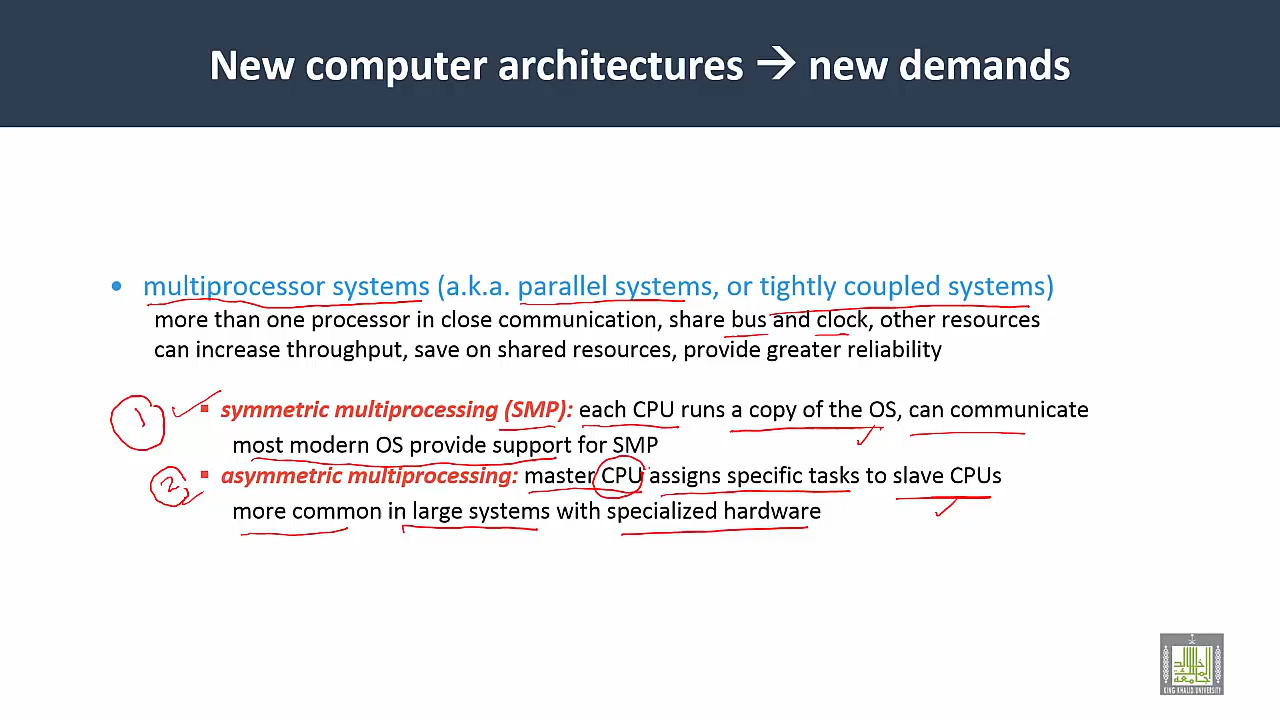 New computer architectures → new demands
• multiprocessor systems (a.k.a. parallel systems, or tightly coupled systems)
more than one processor in close communication, share bus and clock, other resources
can increase throughput, save on shared resources, provide greater reliability
1
▪ symmetric multiprocessing (SMP): each CPU runs a copy of the OS, can communicate
most modern OS provide support for SMP
2
▪ asymmetric multiprocessing: master CPU assigns specific tasks to slave CPUs
more common in large systems with specialized hardware
KING KHALID UNIVERSITY